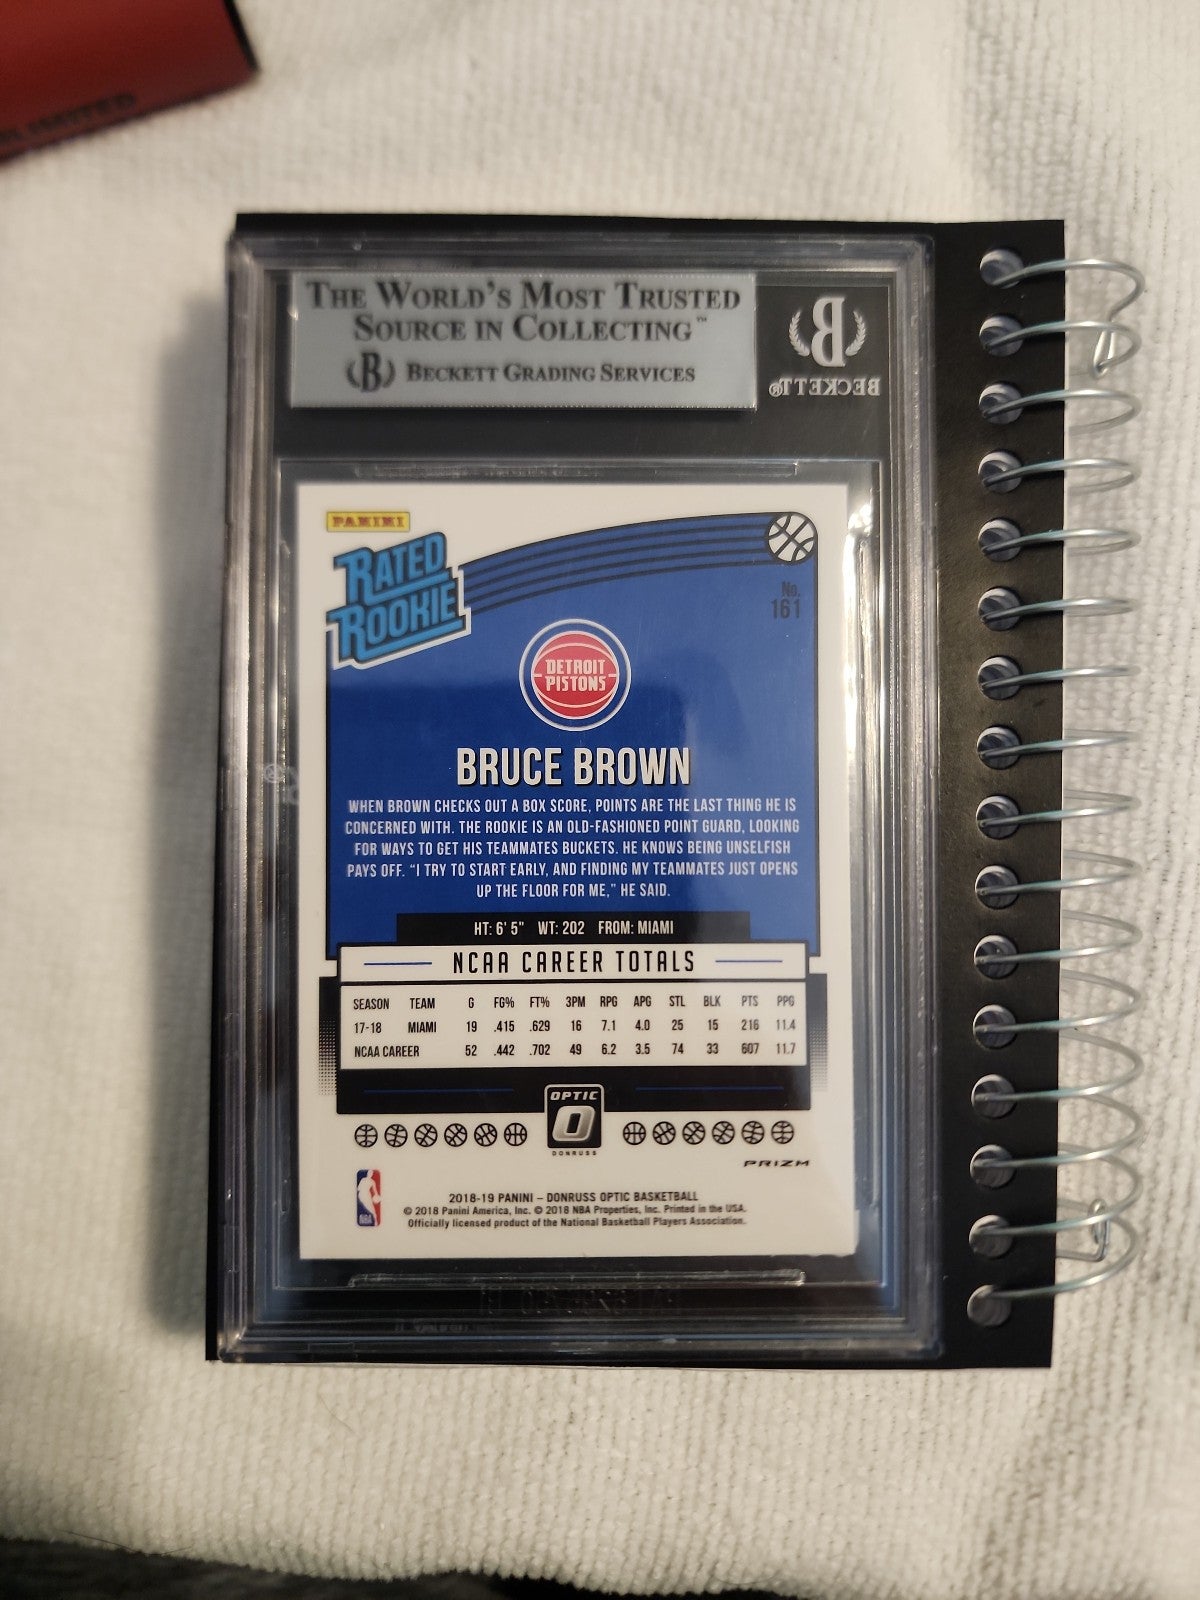 LIMITED
THE WORLD'S MOST TRUSTED
SOURCE IN COLLECTING™
B BECKETT GRADING SERVICES
B
BECKETT®
PANINI
RATED
ROOKIE
No.
161
DETROIT
PISTONS
BRUCE BROWN
WHEN BROWN CHECKS OUT A BOX SCORE, POINTS ARE THE LAST THING HE IS
CONCERNED WITH. THE ROOKIE IS AN OLD-FASHIONED POINT GUARD, LOOKING
FOR WAYS TO GET HIS TEAMMATES BUCKETS. HE KNOWS BEING UNSELFISH
PAYS OFF. “I TRY TO START EARLY, AND FINDING MY TEAMMATES JUST OPENS
UP THE FLOOR FOR ME,” HE SAID.
HT: 6' 5" WT: 202 FROM: MIAMI
NCAA CAREER TOTALS
SEASON TEAM G FG% FT% 3PM RPG APG STL BLK PTS PPG
17-18 MIAMI 19 .415 .629 16 7.1 4.0 25 15 216 11.4
NCAA CAREER 52 .442 .702 49 6.2 3.5 74 33 607 11.7
OPTIC
O
DONRUSS
PRIZM
NBA
2018-19 PANINI – DONRUSS OPTIC BASKETBALL
© 2018 Panini America, Inc. © 2018 NBA Properties, Inc. Printed in the USA.
Officially licensed product of the National Basketball Players Association.